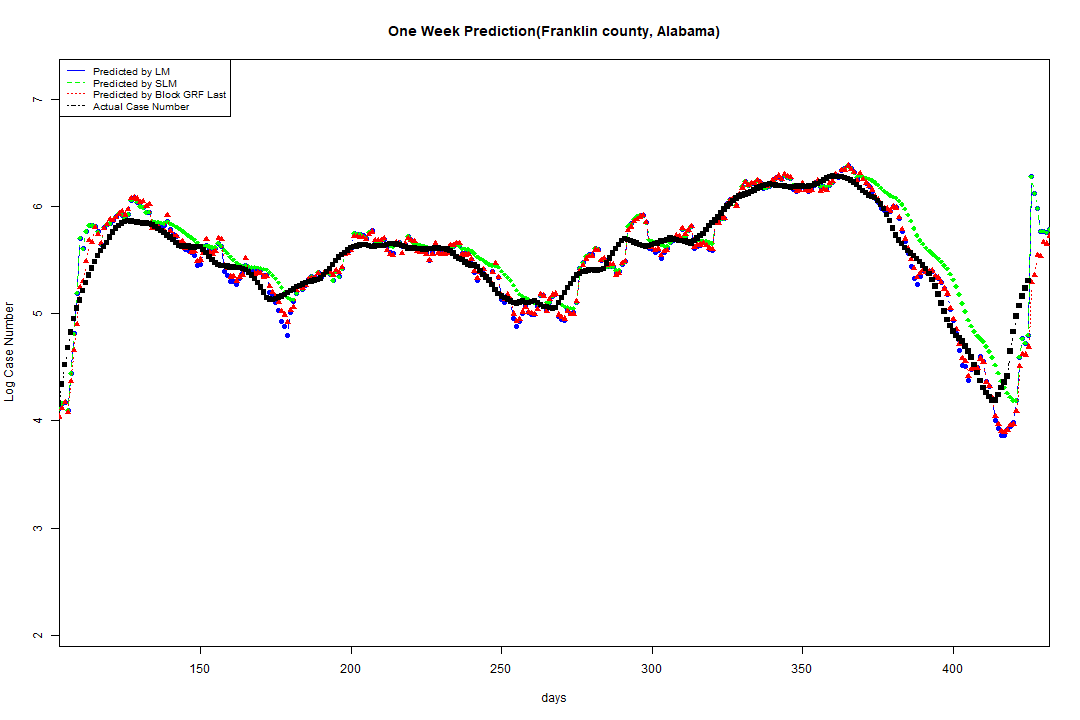 One Week Prediction(Franklin county, Alabama)
Predicted by LM
Predicted by SLM
Predicted by Block GRF Last
Actual Case Number
7
6
5
4
3
2
Log Case Number
150 200 250 300 350 400
days